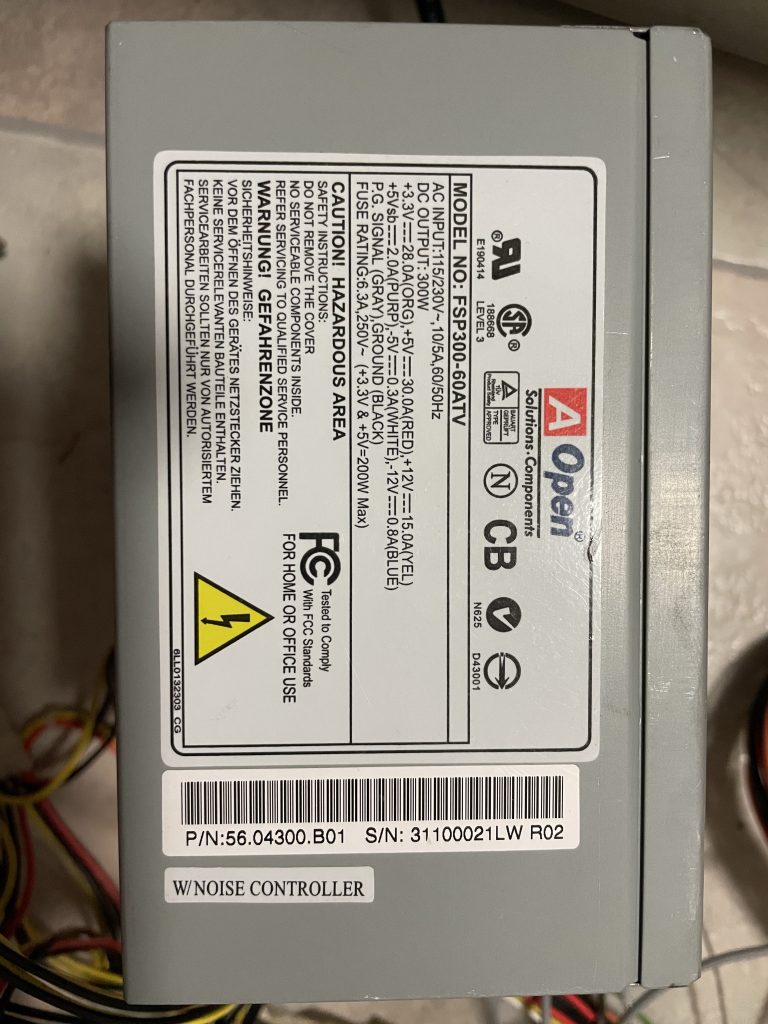 A Open®
Solutions·Components
E190414
188668
LEVEL 3
BAUART
GEPRÜFT
TYPE
APPROVED
N
CB
N625
D43001
MODEL NO: FSP300-60ATV
AC INPUT:115/230V~,10/5A,60/50Hz
DC OUTPUT: 300W
+3.3V⎓28.0A(ORG),+5V⎓30.0A(RED),+12V⎓15.0A(YEL)
+5Vsb⎓2.0A(PURP),-5V⎓0.3A(WHITE),-12V⎓0.8A(BLUE)
P.G. SIGNAL (GRAY),GROUND (BLACK)
FUSE RATING:6.3A,250V~ (+3.3V & +5V=200W Max)
CAUTION! HAZARDOUS AREA
SAFETY INSTRUCTIONS:
DO NOT REMOVE THE COVER
NO SERVICEABLE COMPONENTS INSIDE.
REFER SERVICING TO QUALIFIED SERVICE PERSONNEL.
WARNUNG! GEFAHRENZONE
SICHERHEITSHINWEISE:
VOR DEM ÖFFNEN DES GERÄTES NETZSTECKER ZIEHEN.
KEINE SERVICERELEVANTEN BAUTEILE ENTHALTEN.
SERVICEARBEITEN SOLLTEN NUR VON AUTORISIERTEM
FACHPERSONAL DURCHGEFÜHRT WERDEN.
FC Tested to Comply
With FCC Standards
FOR HOME OR OFFICE USE
6LL0132303 CG
P/N:56.04300.B01 S/N: 31100021LW R02
W/NOISE CONTROLLER